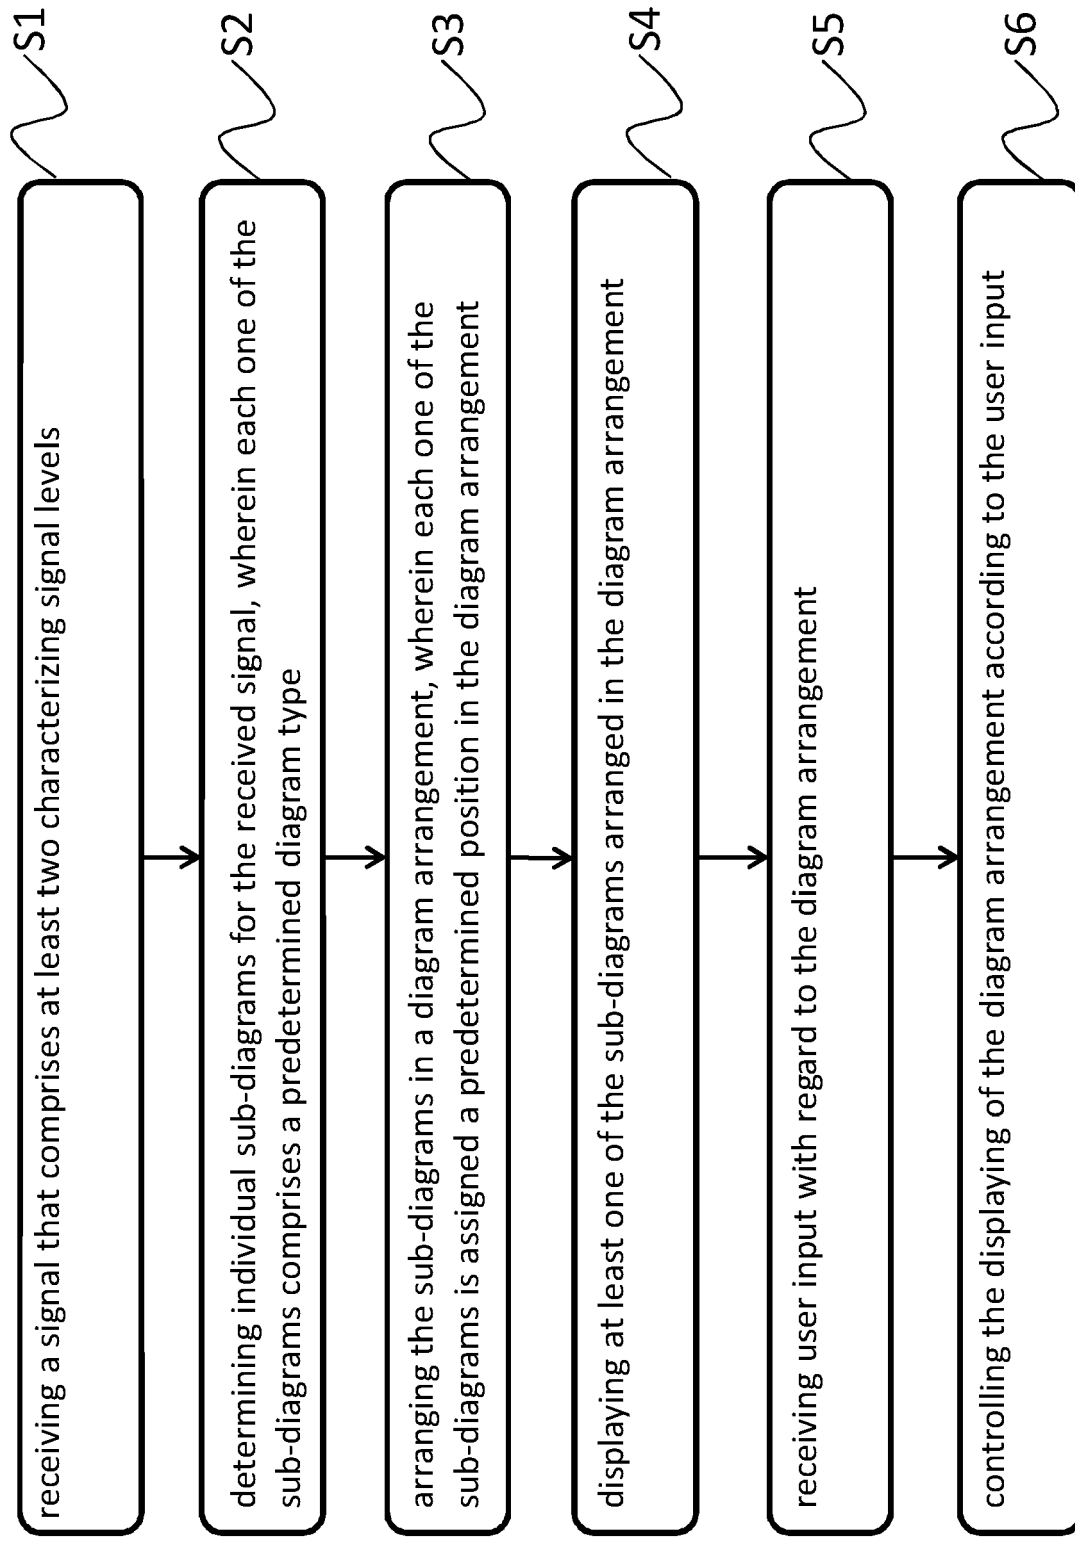 receiving a signal that comprises at least two characterizing signal levels
S1
determining individual sub-diagrams for the received signal, wherein each one of the
sub-diagrams comprises a predetermined diagram type
S2
arranging the sub-diagrams in a diagram arrangement, wherein each one of the
sub-diagrams is assigned a predetermined position in the diagram arrangement
S3
displaying at least one of the sub-diagrams arranged in the diagram arrangement
S4
receiving user input with regard to the diagram arrangement
S5
controlling the displaying of the diagram arrangement according to the user input
S6